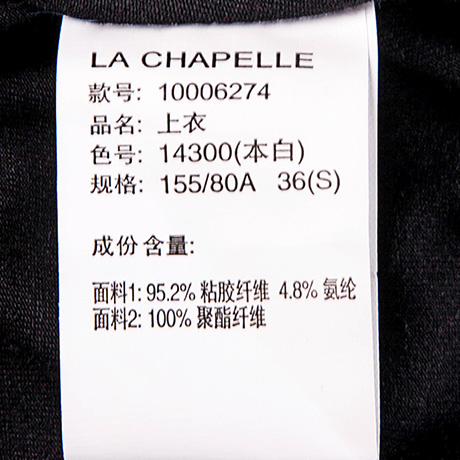 LA CHAPELLE
款号: 10006274
品名: 上衣
色号: 14300(本白)
规格: 155/80A 36(S)
成份含量:
面料1: 95.2% 粘胶纤维 4.8% 氨纶
面料2: 100% 聚酯纤维